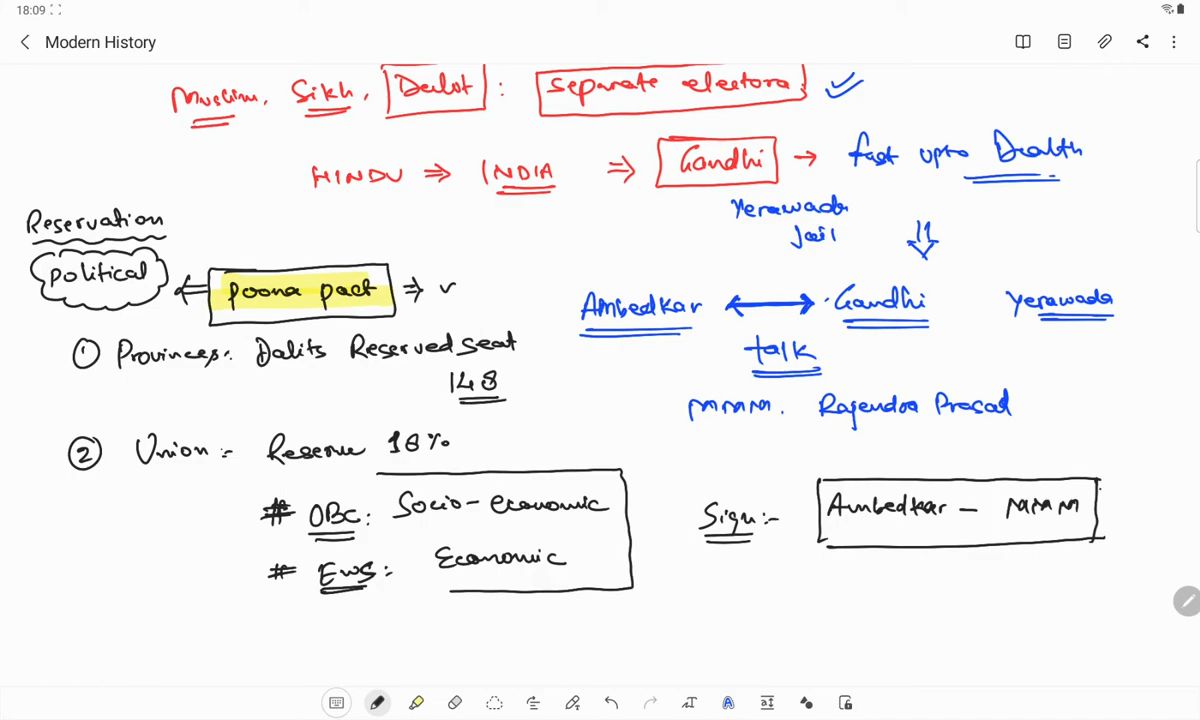 18:09
Modern History
Muslim, Sikh, Dalit : Separate electora
HINDU ⇒ INDIA ⇒ Gandhi → fast upto Death
Yerawada Jail
Reservation
Political ⇐ Poona pact ⇒ v
Ambedkar ↔ Gandhi Yerawada
talk
① Provinces:. Dalits Reserved seat
148
MMM. Rajendra Prasad
② Union :- Reserve 18%
# OBC : Socio-economic
# EWS : Economic
Sign :- Ambedkar - MMM